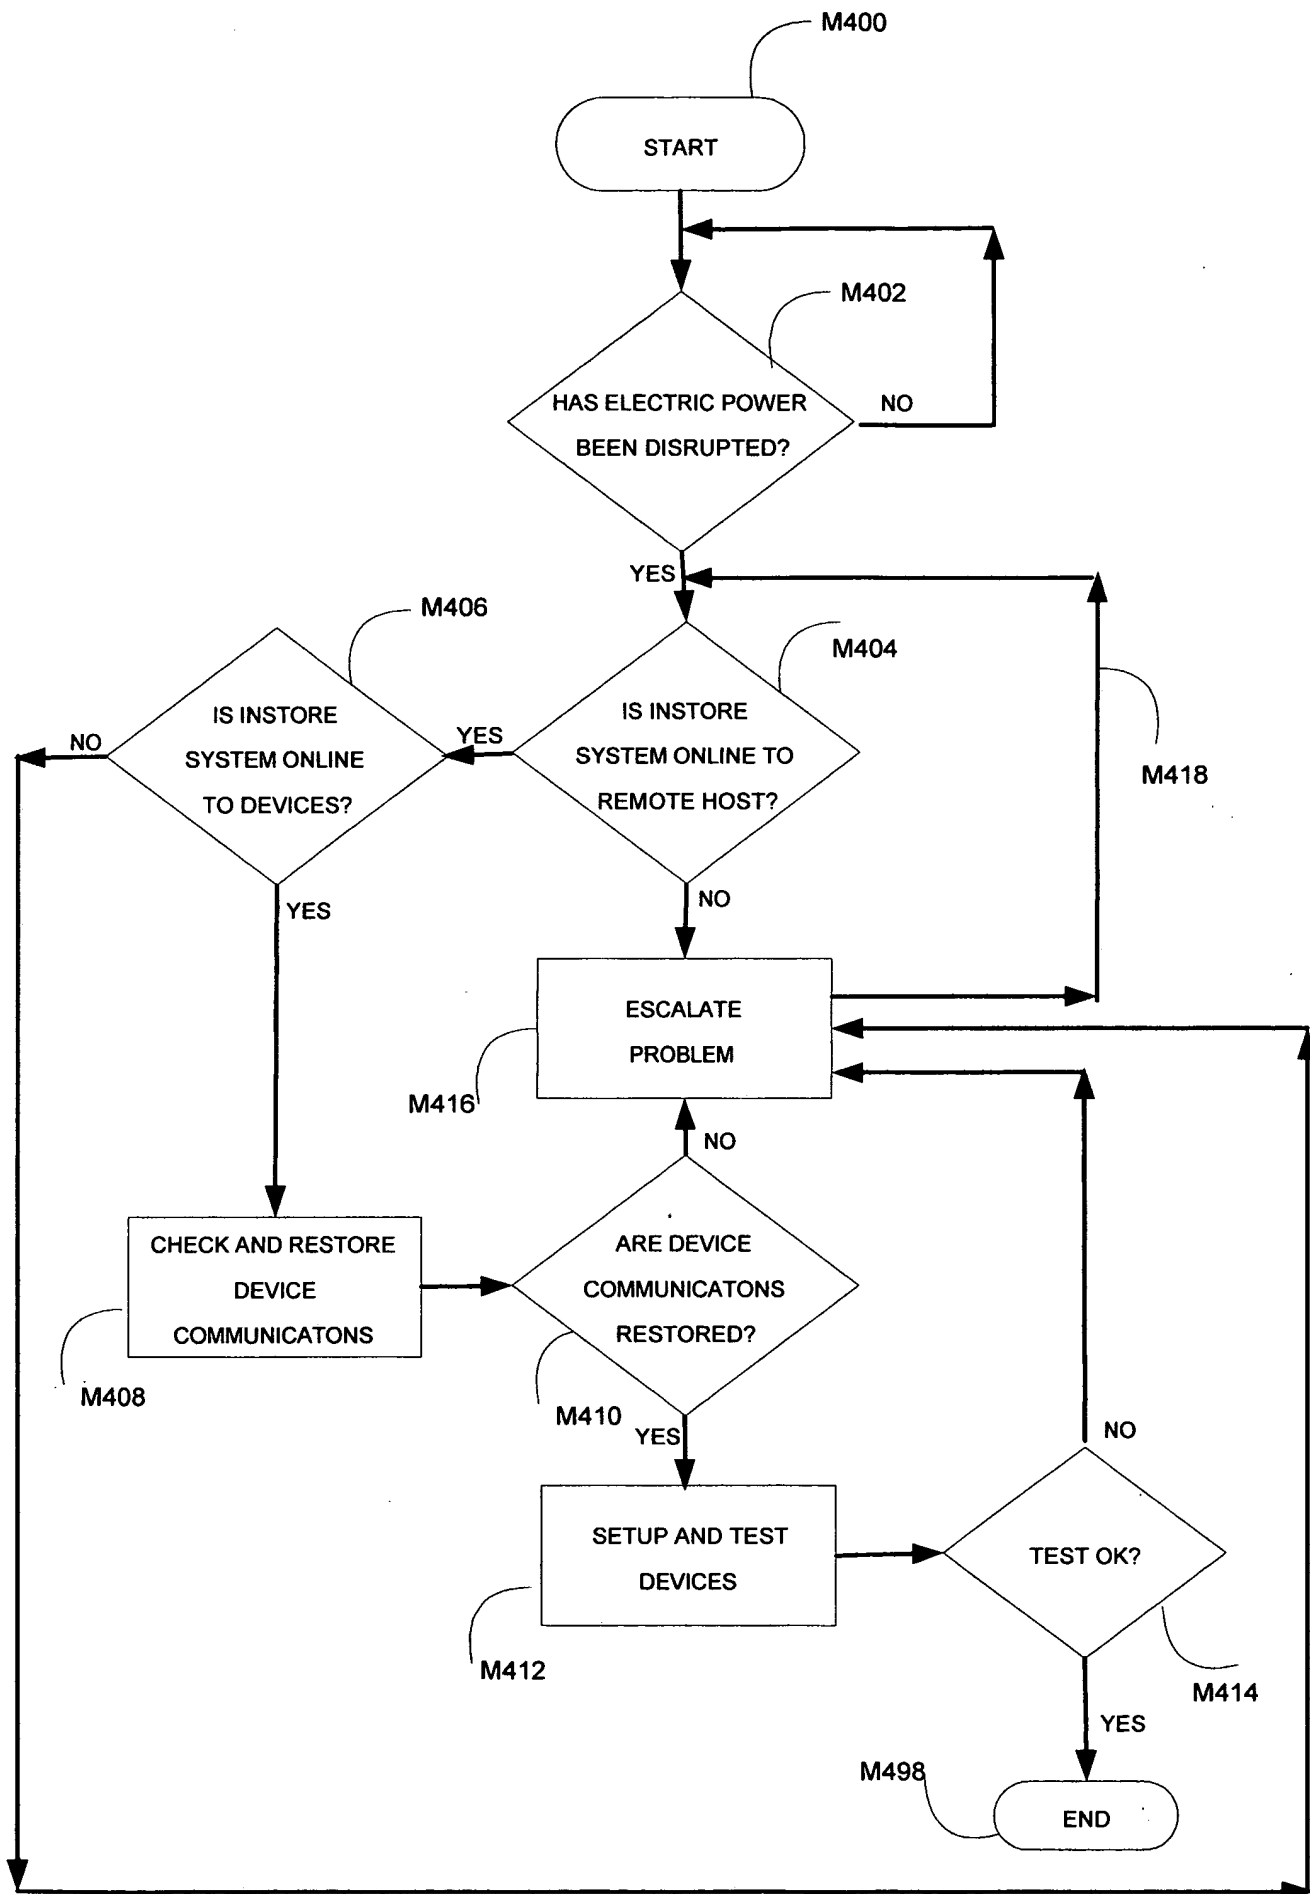 M400
START
M402
HAS ELECTRIC POWER
BEEN DISRUPTED?
NO
YES
M406
M404
IS INSTORE
SYSTEM ONLINE
TO DEVICES?
NO
YES
IS INSTORE
SYSTEM ONLINE TO
REMOTE HOST?
M418
YES
NO
ESCALATE
PROBLEM
M416
NO
CHECK AND RESTORE
DEVICE
COMMUNICATONS
M408
ARE DEVICE
COMMUNICATONS
RESTORED?
M410
YES
NO
SETUP AND TEST
DEVICES
M412
TEST OK?
M414
YES
M498
END